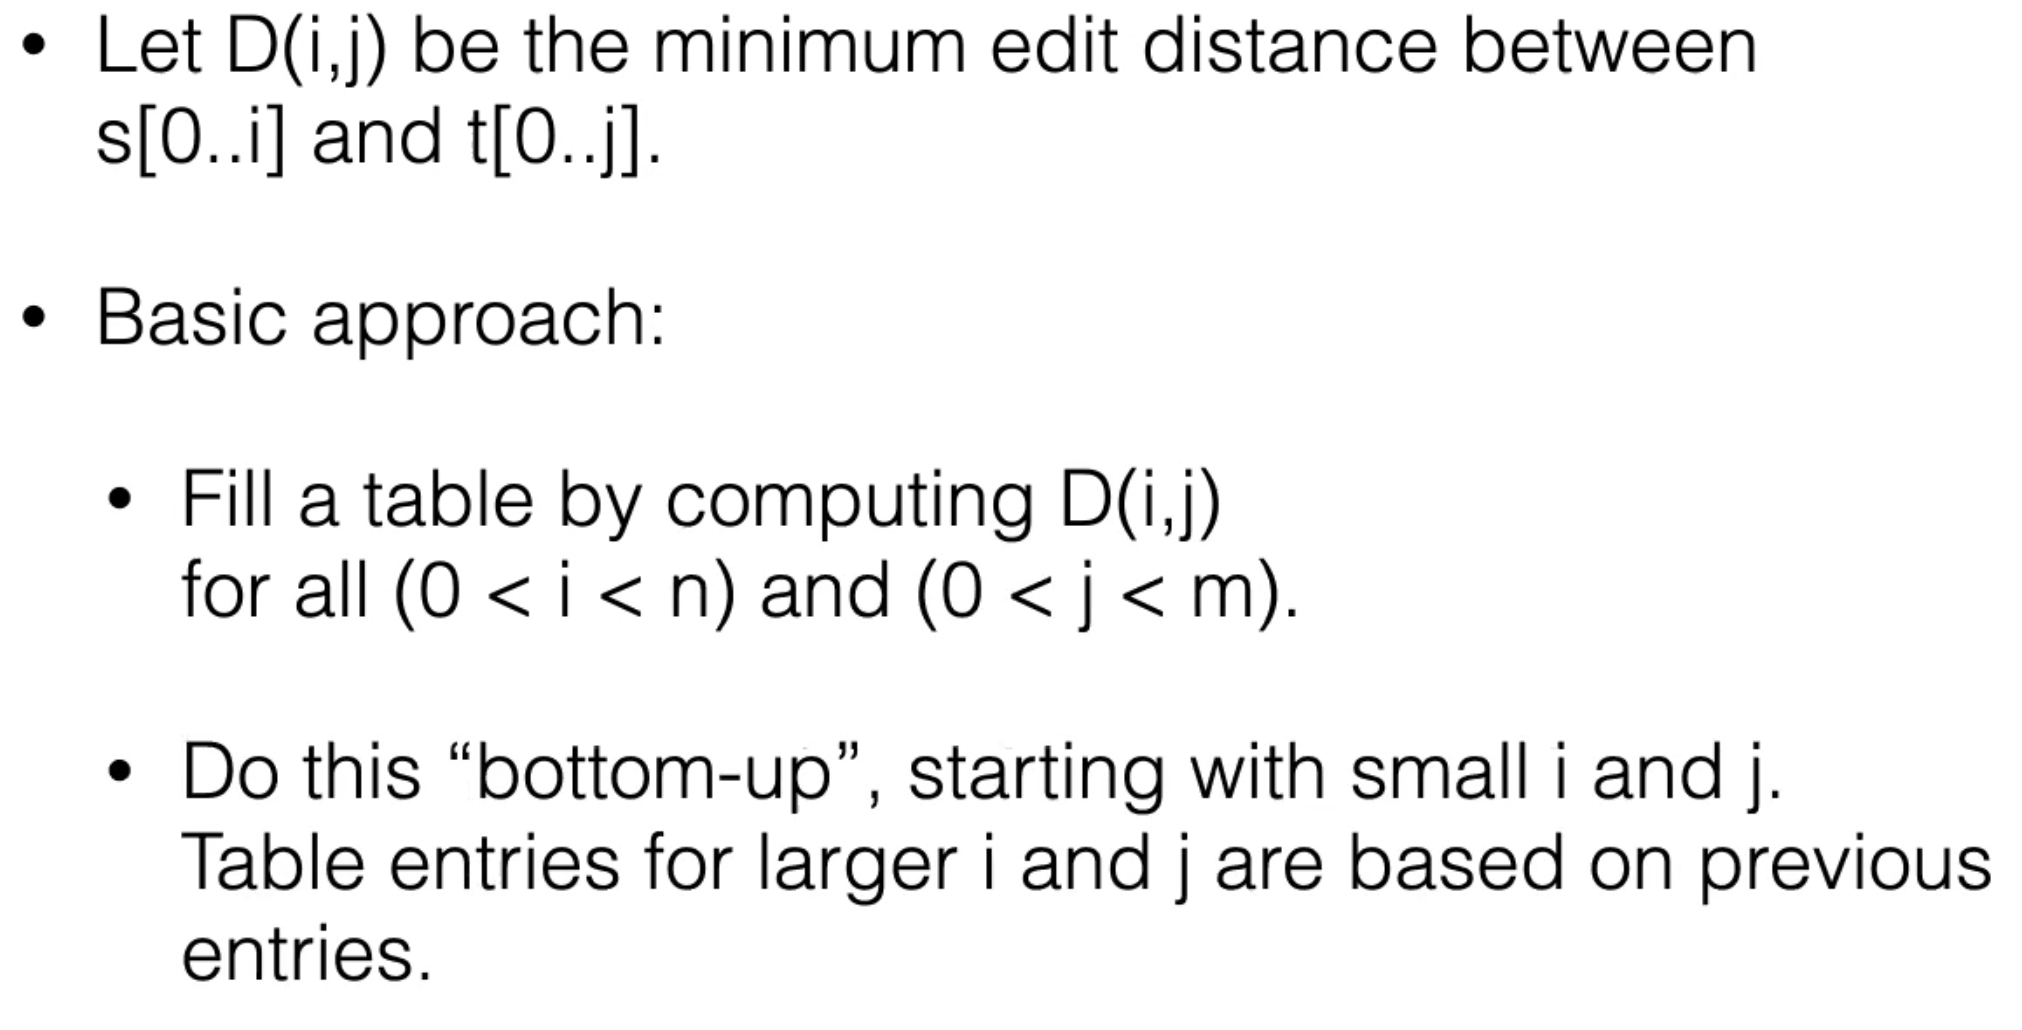 • Let D(i,j) be the minimum edit distance between
s[0..i] and t[0..j].
• Basic approach:
• Fill a table by computing D(i,j)
for all (0 < i < n) and (0 < j < m).
• Do this “bottom-up”, starting with small i and j.
Table entries for larger i and j are based on previous
entries.